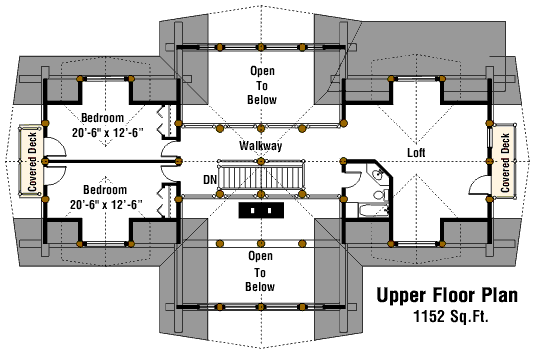 Open
To
Below
Bedroom
20'-6" x 12'-6"
Walkway
Loft
Covered Deck
Covered Deck
DN
Bedroom
20'-6" x 12'-6"
Open
To
Below
Upper Floor Plan
1152 Sq.Ft.